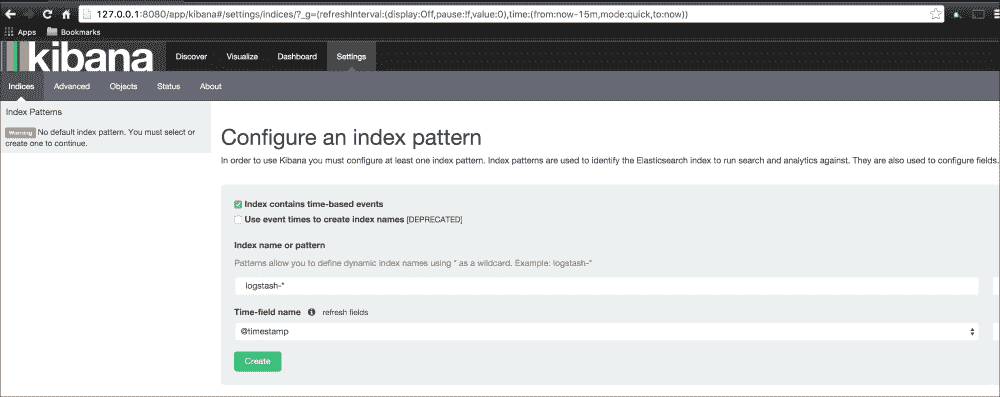 127.0.0.1:8080/app/kibana#/settings/indices/?_g=(refreshInterval:(display:Off,pause:!f,value:0),time:(from:now-15m,mode:quick,to:now))
Apps Bookmarks
kibana Discover Visualize Dashboard Settings
Indices Advanced Objects Status About
Index Patterns
Warning No default index pattern. You must select or
create one to continue.
Configure an index pattern
In order to use Kibana you must configure at least one index pattern. Index patterns are used to identify the Elasticsearch index to run search and analytics against. They are also used to configure fields.
Index contains time-based events
Use event times to create index names [DEPRECATED]
Index name or pattern
Patterns allow you to define dynamic index names using * as a wildcard. Example: logstash-*
logstash-*
Time-field name refresh fields
@timestamp
Create